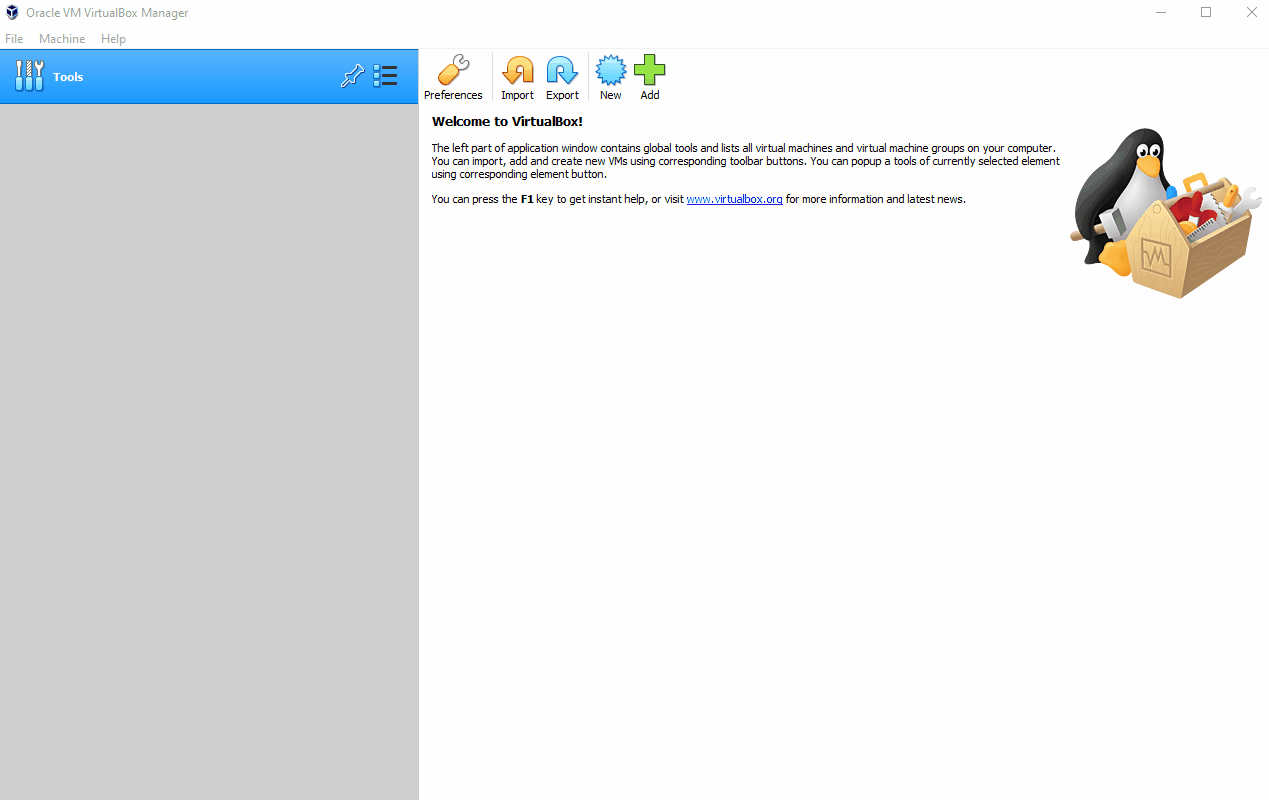 Oracle VM VirtualBox Manager
File Machine Help
Tools
Preferences Import Export New Add
Welcome to VirtualBox!
The left part of application window contains global tools and lists all virtual machines and virtual machine groups on your computer.
You can import, add and create new VMs using corresponding toolbar buttons. You can popup a tools of currently selected element
using corresponding element button.
You can press the F1 key to get instant help, or visit www.virtualbox.org for more information and latest news.